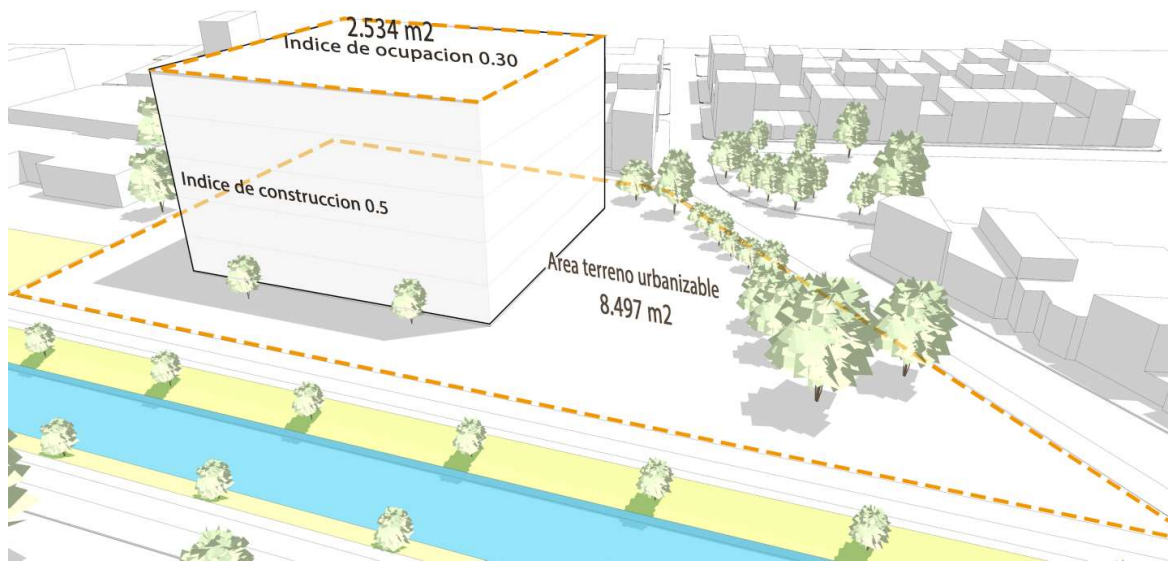 2.534 m2
Indice de ocupacion 0.30
Indice de construccion 0.5
Area terreno urbanizable
8.497 m2